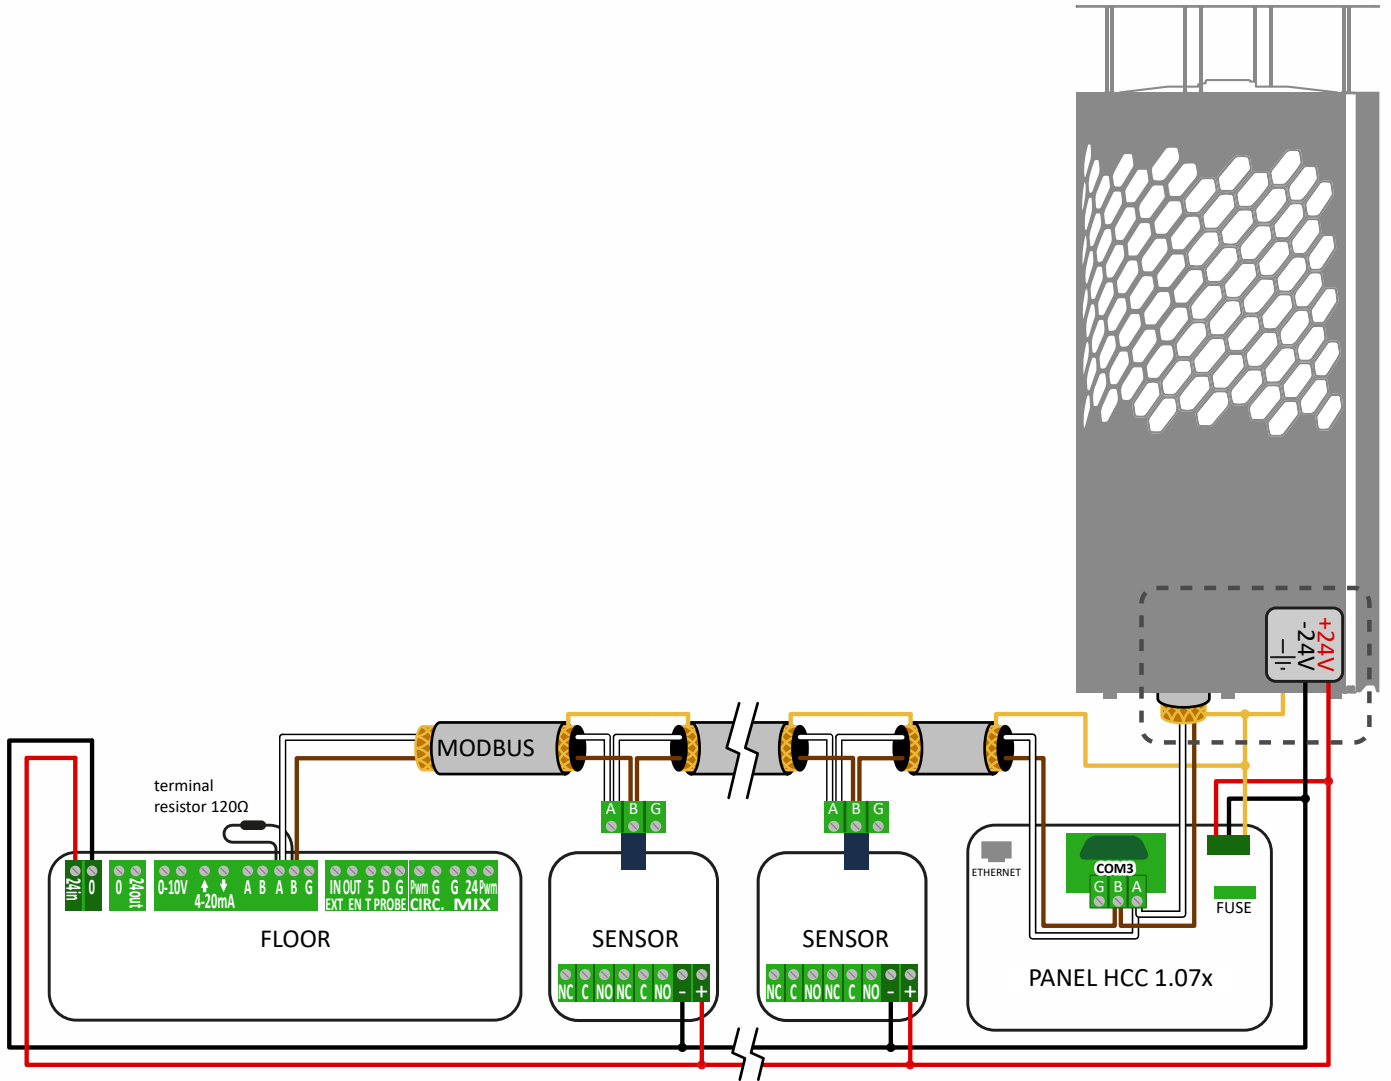 +24V
-24V
MODBUS
terminal
resistor 120Ω
A B G
A B G
24in 0
0 24out
0-10V
4-20mA
A B A B G
IN OUT 5 D G
EXT EN T PROBE
Pwm G G 24 Pwm
CIRC. MIX
FLOOR
SENSOR
NC C NO NC C NO - +
SENSOR
NC C NO NC C NO - +
ETHERNET
COM3
G B A
FUSE
PANEL HCC 1.07x